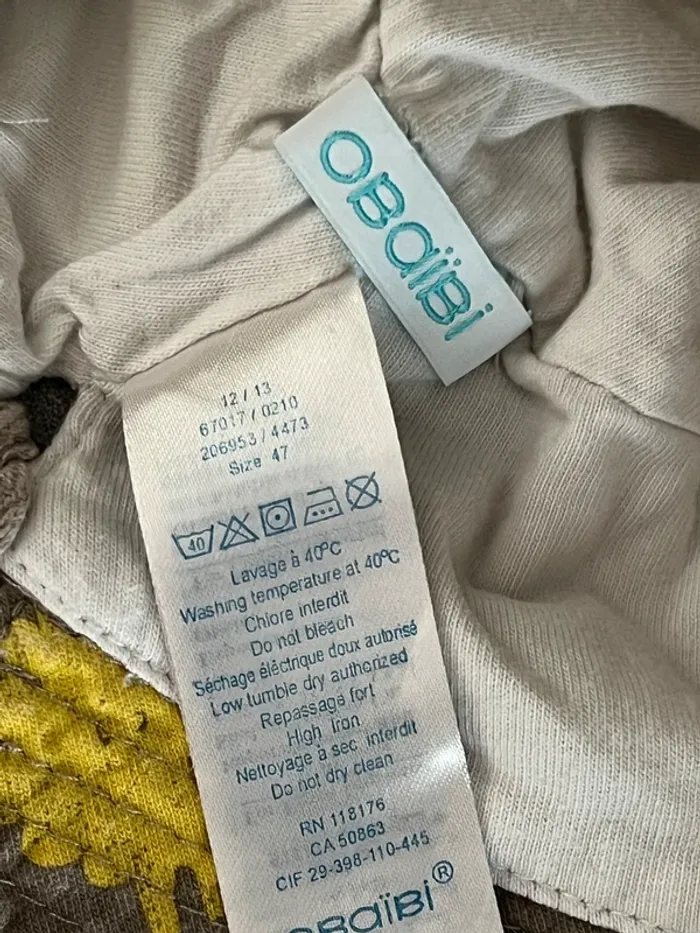 OBaïBi
12 / 13
67017 / 0210
206953 / 4473
Size 47
40
Lavage à 40°C
Washing temperature at 40°C
Chlore interdit
Do not bleach
Séchage éléctrique doux autorisé
Low tumble dry authorized
Repassage fort
High Iron
Nettoyage à sec interdit
Do not dry clean
RN 118176
CA 50863
CIF 29-398-110-445
OBaïBi®